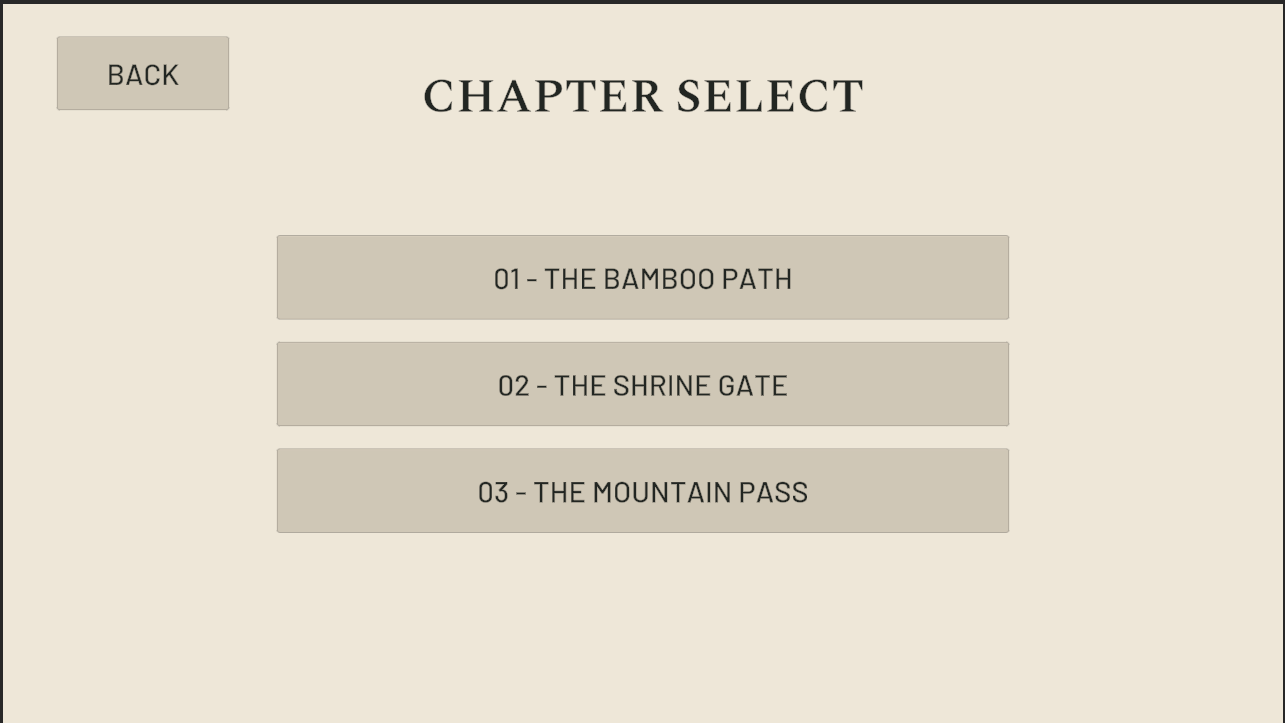 BACK
CHAPTER SELECT
01 - THE BAMBOO PATH
02 - THE SHRINE GATE
03 - THE MOUNTAIN PASS